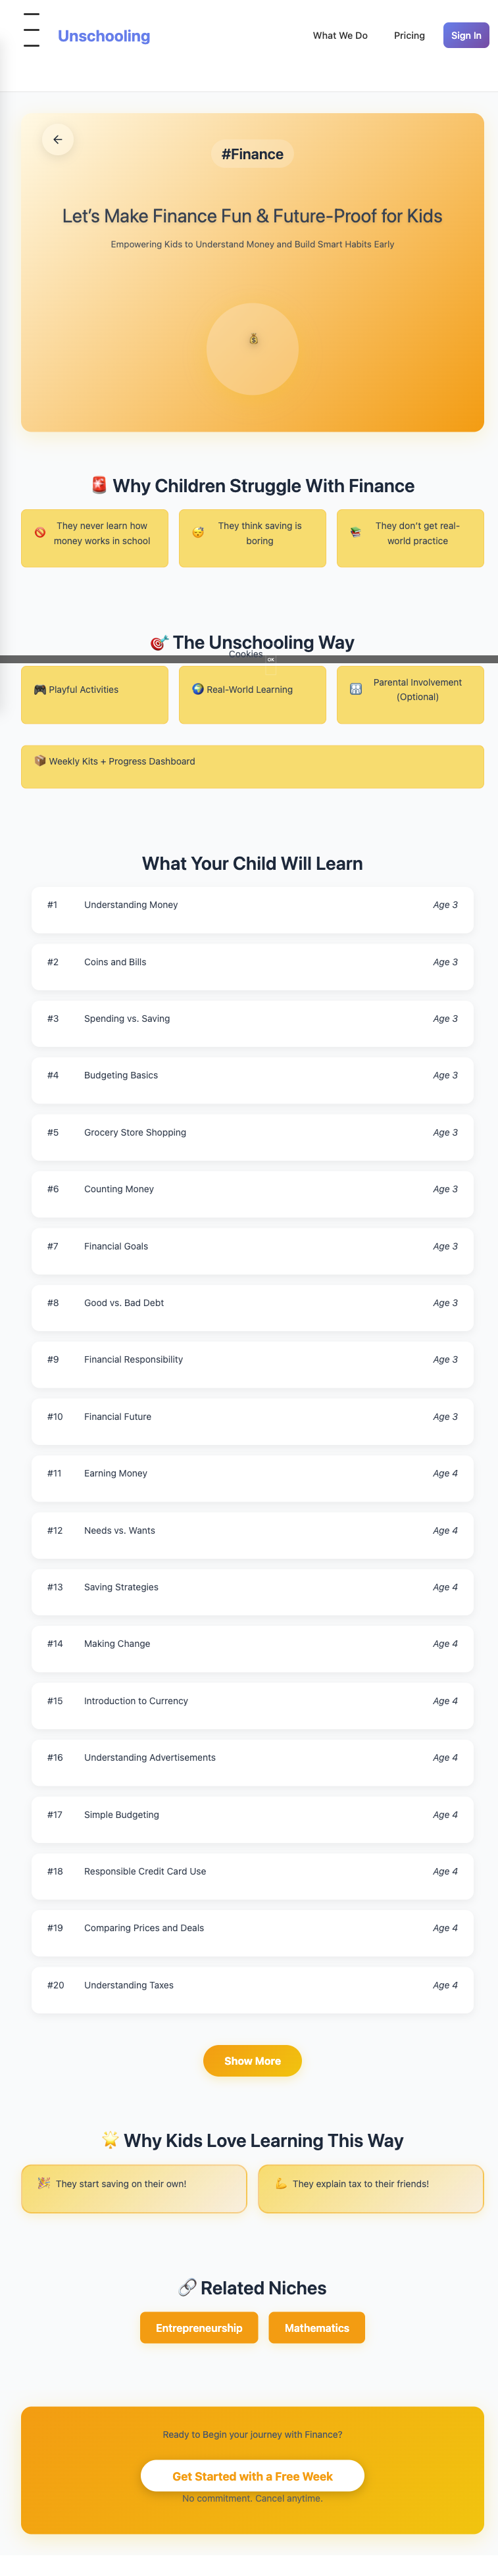 Unschooling
What We Do
Pricing
Sign In
#Finance
Let's Make Finance Fun & Future-Proof for Kids
Empowering Kids to Understand Money and Build Smart Habits Early
Why Children Struggle With Finance
They never learn how
money works in school
They think saving is
boring
They don't get real-
world practice
The Unschooling Way
Cookies
OK
Playful Activities
Real-World Learning
Parental Involvement
(Optional)
Weekly Kits + Progress Dashboard
What Your Child Will Learn
#1 Understanding Money Age 3
#2 Coins and Bills Age 3
#3 Spending vs. Saving Age 3
#4 Budgeting Basics Age 3
#5 Grocery Store Shopping Age 3
#6 Counting Money Age 3
#7 Financial Goals Age 3
#8 Good vs. Bad Debt Age 3
#9 Financial Responsibility Age 3
#10 Financial Future Age 3
#11 Earning Money Age 4
#12 Needs vs. Wants Age 4
#13 Saving Strategies Age 4
#14 Making Change Age 4
#15 Introduction to Currency Age 4
#16 Understanding Advertisements Age 4
#17 Simple Budgeting Age 4
#18 Responsible Credit Card Use Age 4
#19 Comparing Prices and Deals Age 4
#20 Understanding Taxes Age 4
Show More
Why Kids Love Learning This Way
They start saving on their own!
They explain tax to their friends!
Related Niches
Entrepreneurship
Mathematics
Ready to Begin your journey with Finance?
Get Started with a Free Week
No commitment. Cancel anytime.